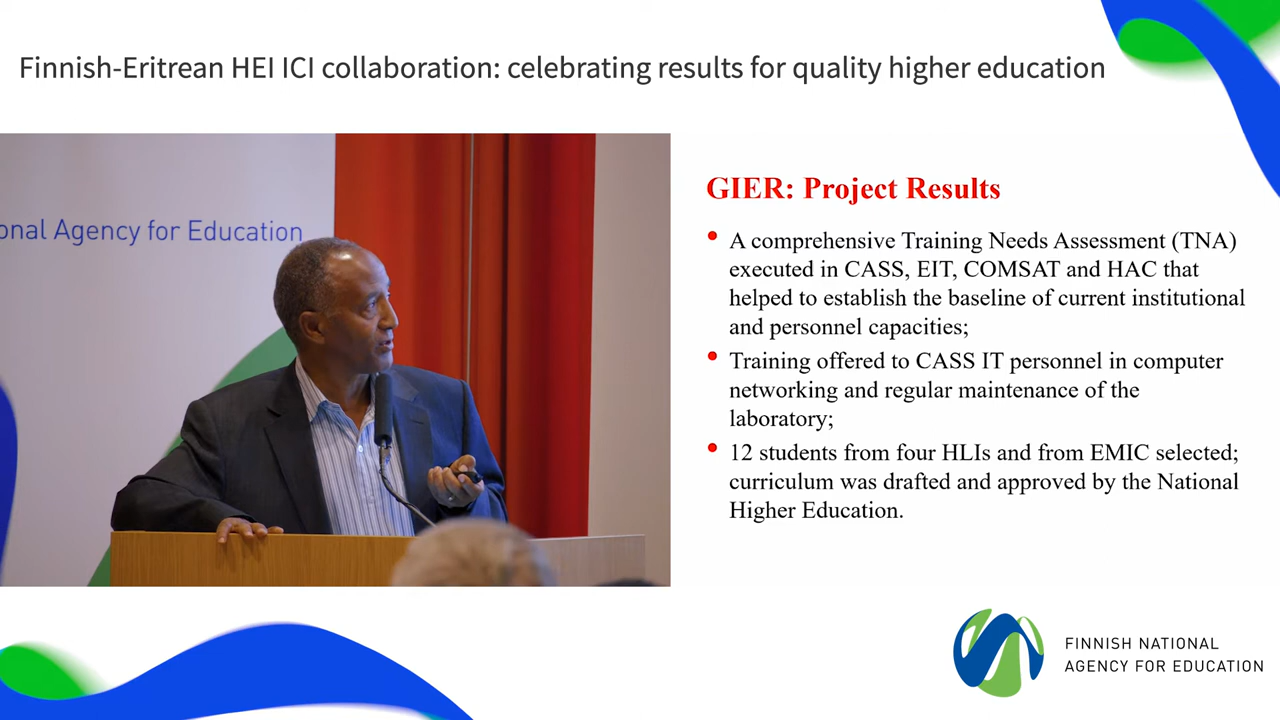 Finnish-Eritrean HEI ICI collaboration: celebrating results for quality higher education
onal Agency for Education
GIER: Project Results
• A comprehensive Training Needs Assessment (TNA)
executed in CASS, EIT, COMSAT and HAC that
helped to establish the baseline of current institutional
and personnel capacities;
• Training offered to CASS IT personnel in computer
networking and regular maintenance of the
laboratory;
• 12 students from four HLIs and from EMIC selected;
curriculum was drafted and approved by the National
Higher Education.
FINNISH NATIONAL
AGENCY FOR EDUCATION